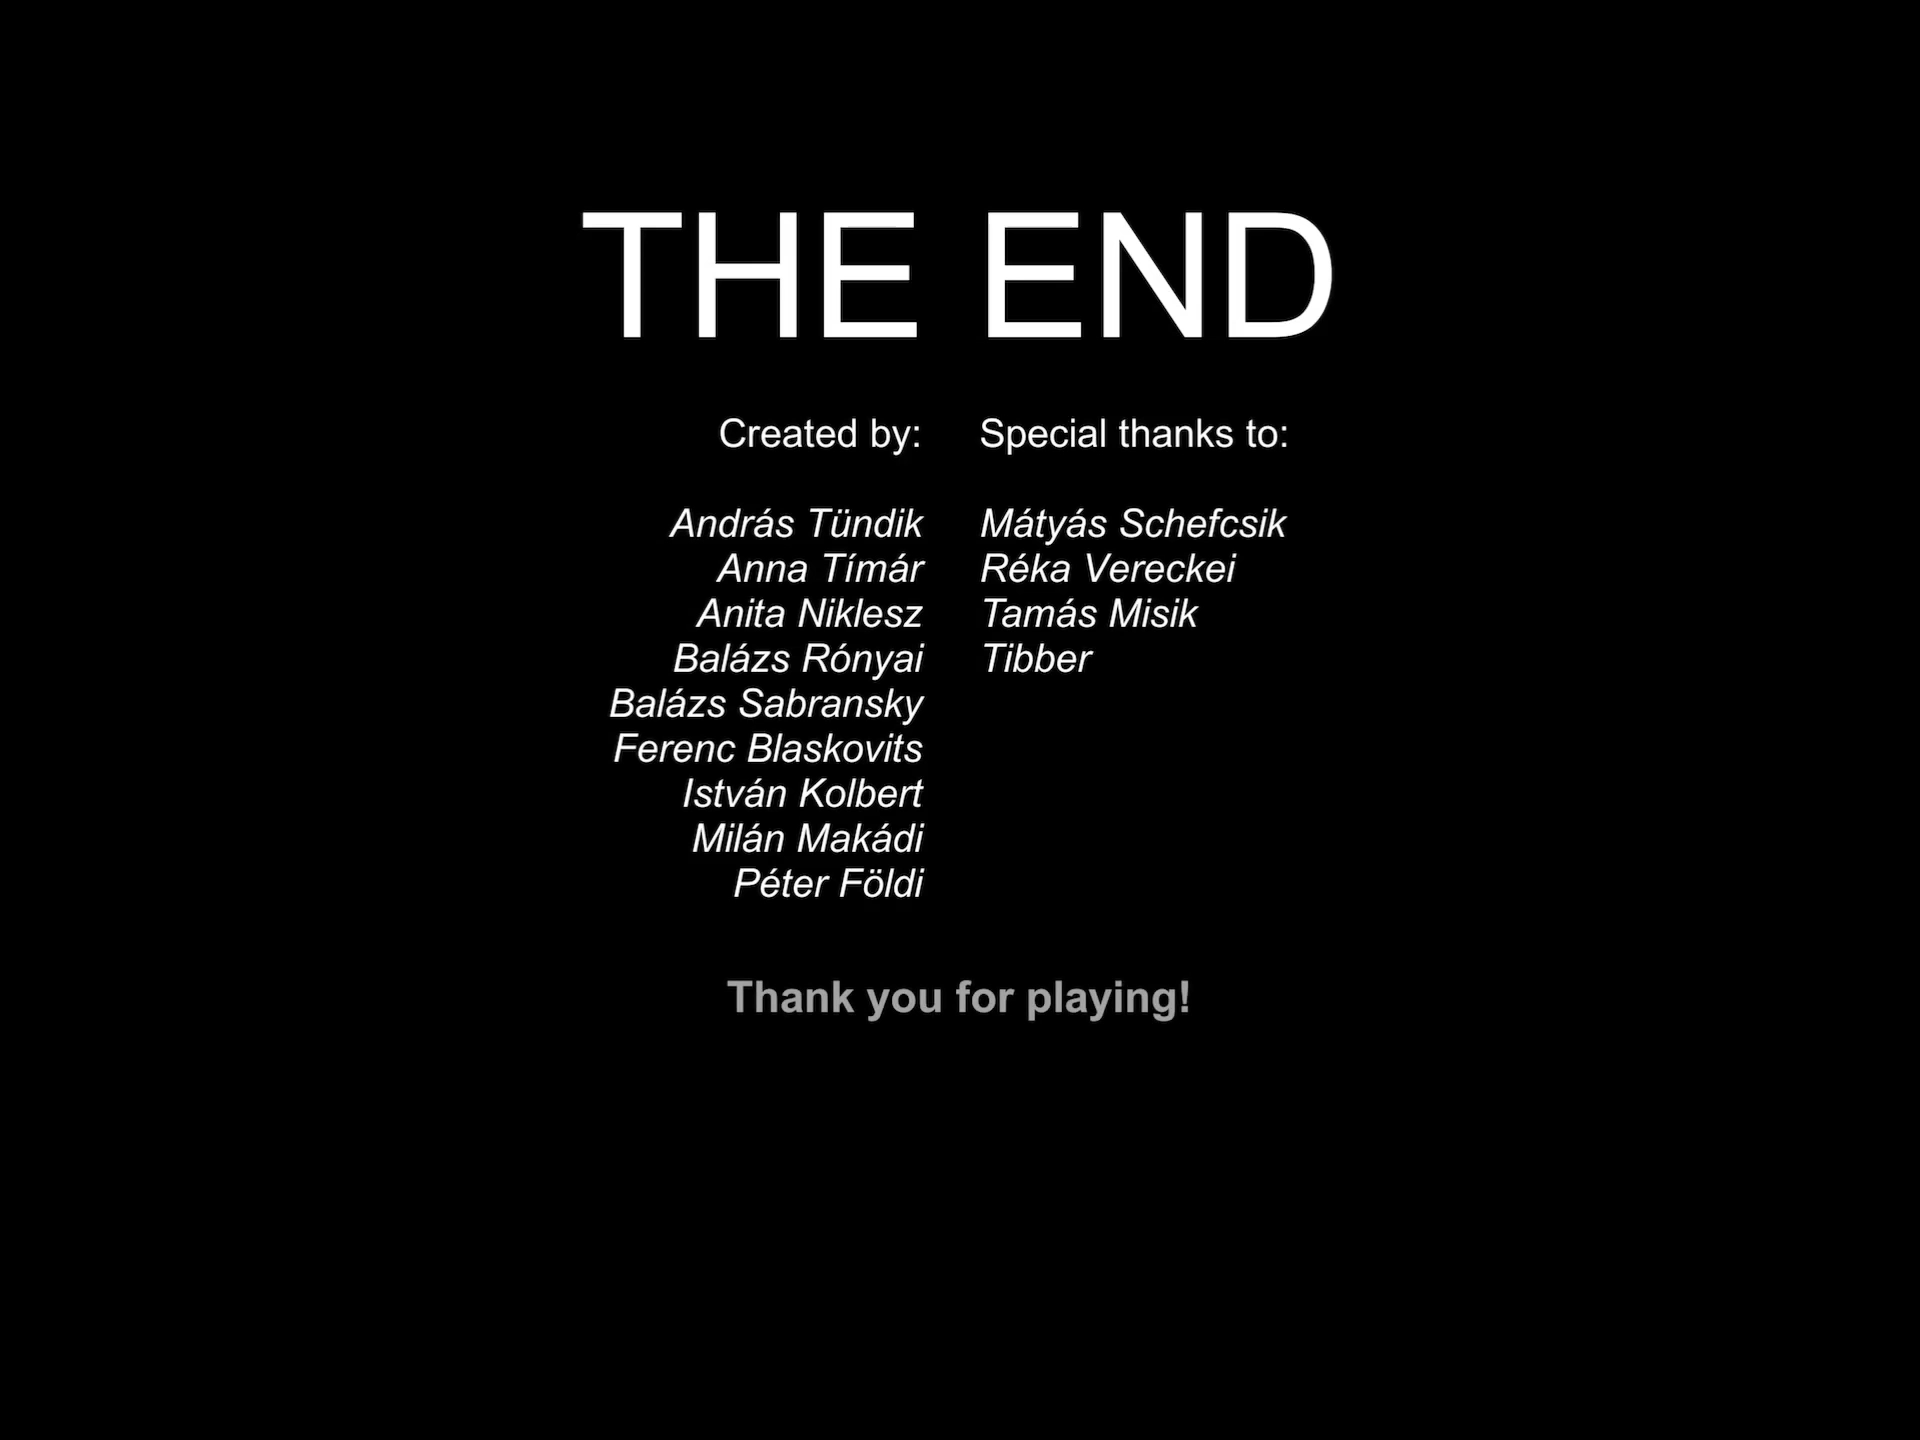 THE END
Created by:
András Tündik
Anna Tímár
Anita Niklesz
Balázs Rónyai
Balázs Sabransky
Ferenc Blaskovits
István Kolbert
Milán Makádi
Péter Földi
Special thanks to:
Mátyás Schefcsik
Réka Vereckei
Tamás Misik
Tibber
Thank you for playing!